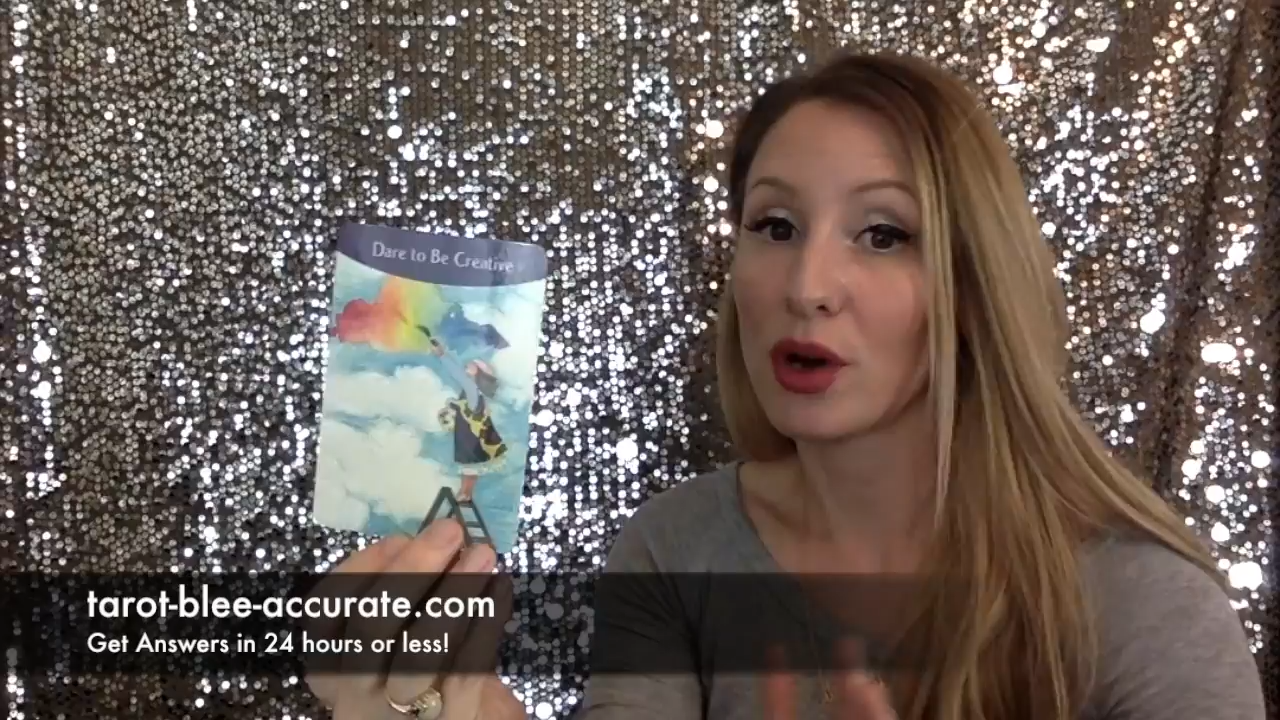 Dare to Be Creative
tarot-blee-accurate.com
Get Answers in 24 hours or less!